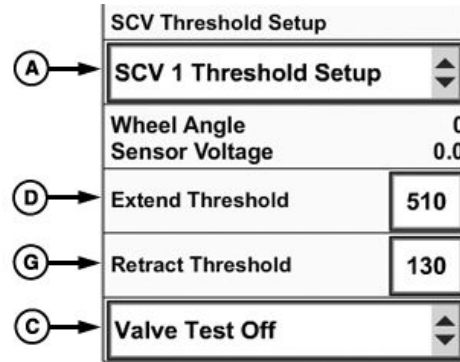 SCV Threshold Setup
A
SCV 1 Threshold Setup
Wheel Angle 0
Sensor Voltage 0.0
D
Extend Threshold 510
G
Retract Threshold 130
C
Valve Test Off